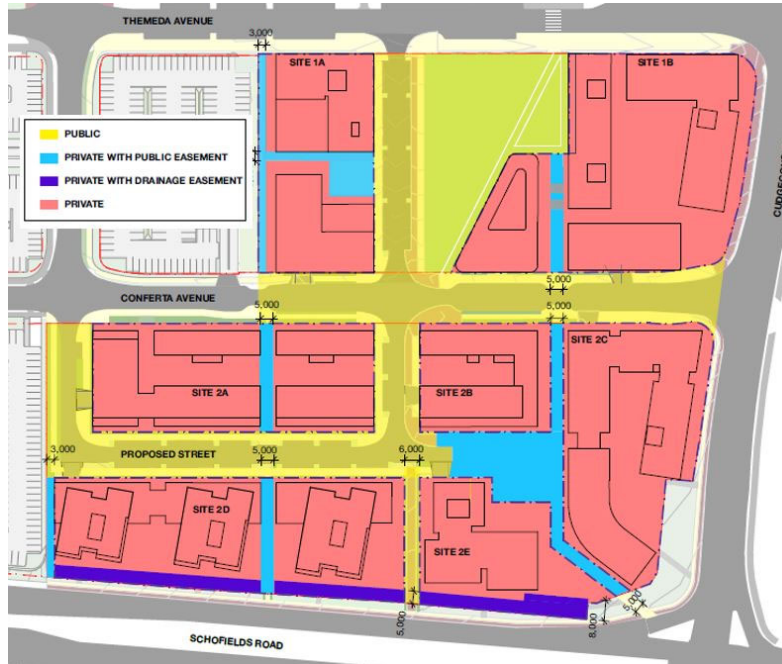 THEMEDA AVENUE
3,000
SITE 1A
SITE 1B
PUBLIC
PRIVATE WITH PUBLIC EASEMENT
PRIVATE WITH DRAINAGE EASEMENT
PRIVATE
5,000
CONFERTA AVENUE
5,000
5,000
SITE 2C
SITE 2A
SITE 2B
3,000
PROPOSED STREET
5,000
6,000
SITE 2D
SITE 2E
5,000
8,000
5,000
SCHOFIELDS ROAD